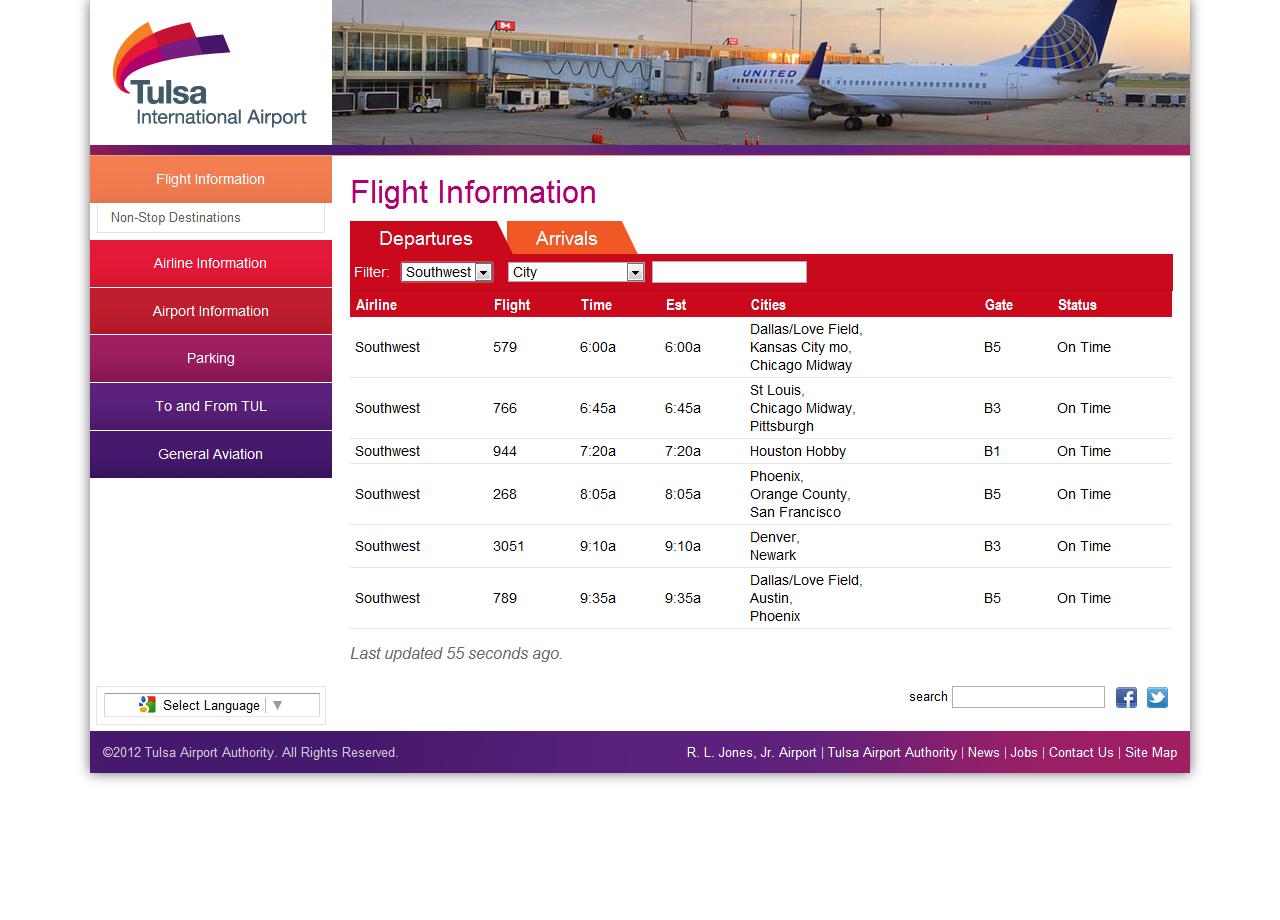 Tulsa
International Airport
UNITED
Flight Information
Non-Stop Destinations
Airline Information
Airport Information
Parking
To and From TUL
General Aviation
Flight Information
Departures Arrivals
Filter: Southwest City
Airline Flight Time Est Cities Gate Status
Southwest 579 6:00a 6:00a Dallas/Love Field,
Kansas City mo,
Chicago Midway B5 On Time
Southwest 766 6:45a 6:45a St Louis,
Chicago Midway,
Pittsburgh B3 On Time
Southwest 944 7:20a 7:20a Houston Hobby B1 On Time
Southwest 268 8:05a 8:05a Phoenix,
Orange County,
San Francisco B5 On Time
Southwest 3051 9:10a 9:10a Denver,
Newark B3 On Time
Southwest 789 9:35a 9:35a Dallas/Love Field,
Austin,
Phoenix B5 On Time
Last updated 55 seconds ago.
Select Language ▼
search
©2012 Tulsa Airport Authority. All Rights Reserved.
R. L. Jones, Jr. Airport | Tulsa Airport Authority | News | Jobs | Contact Us | Site Map